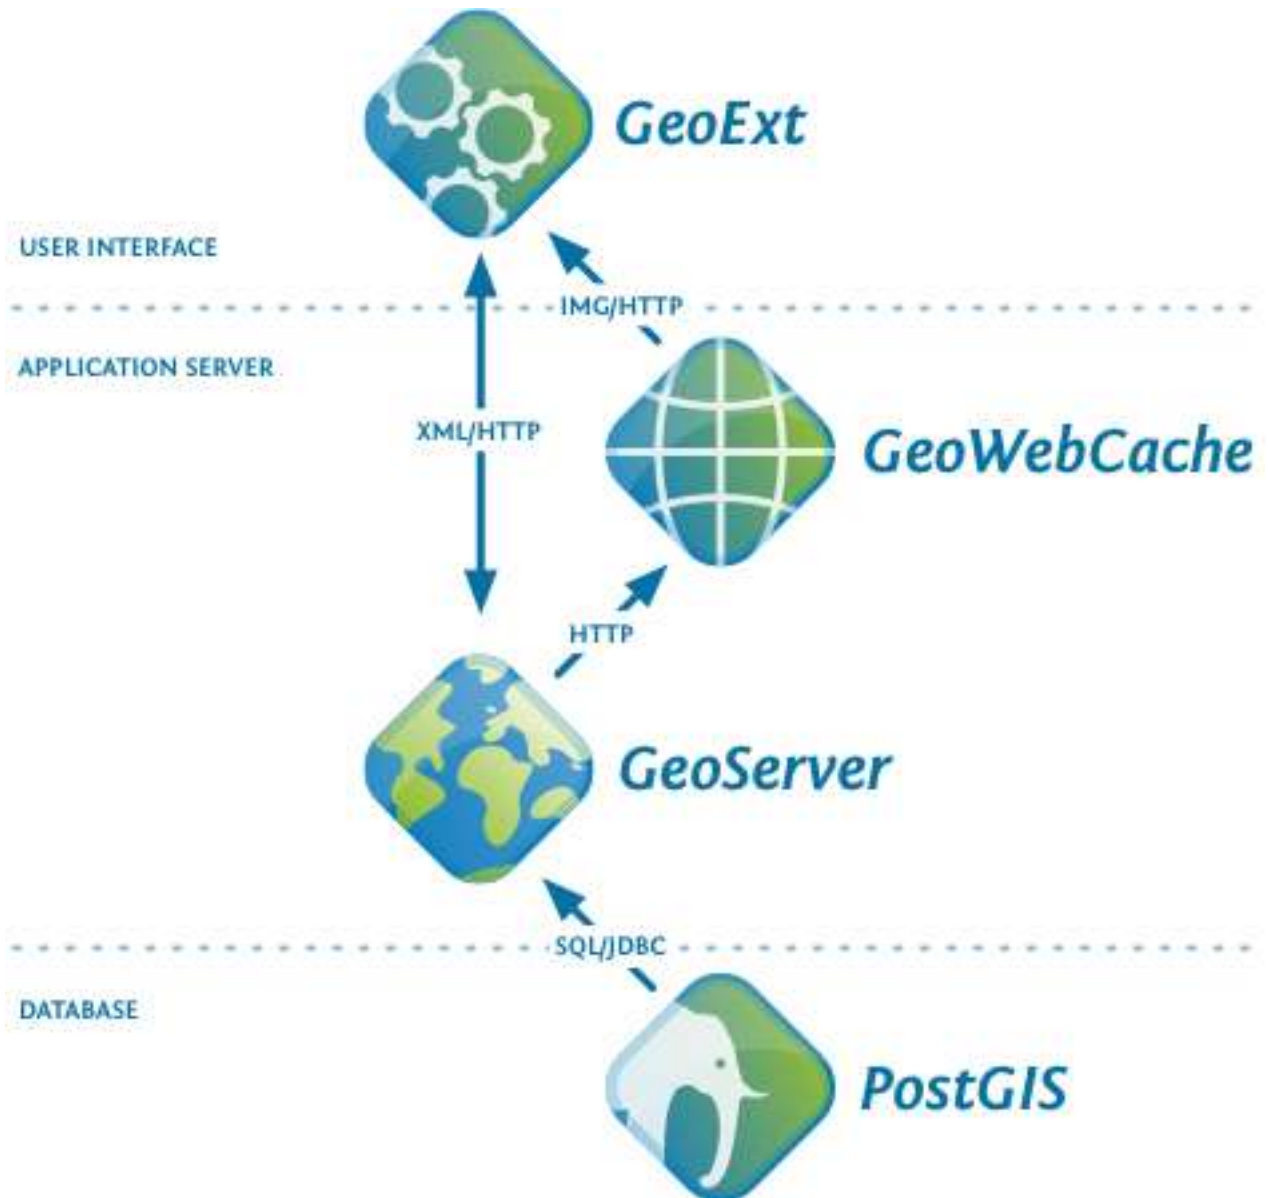 GeoExt
USER INTERFACE
IMG/HTTP
APPLICATION SERVER
XML/HTTP
GeoWebCache
HTTP
GeoServer
SQL/JDBC
DATABASE
PostGIS